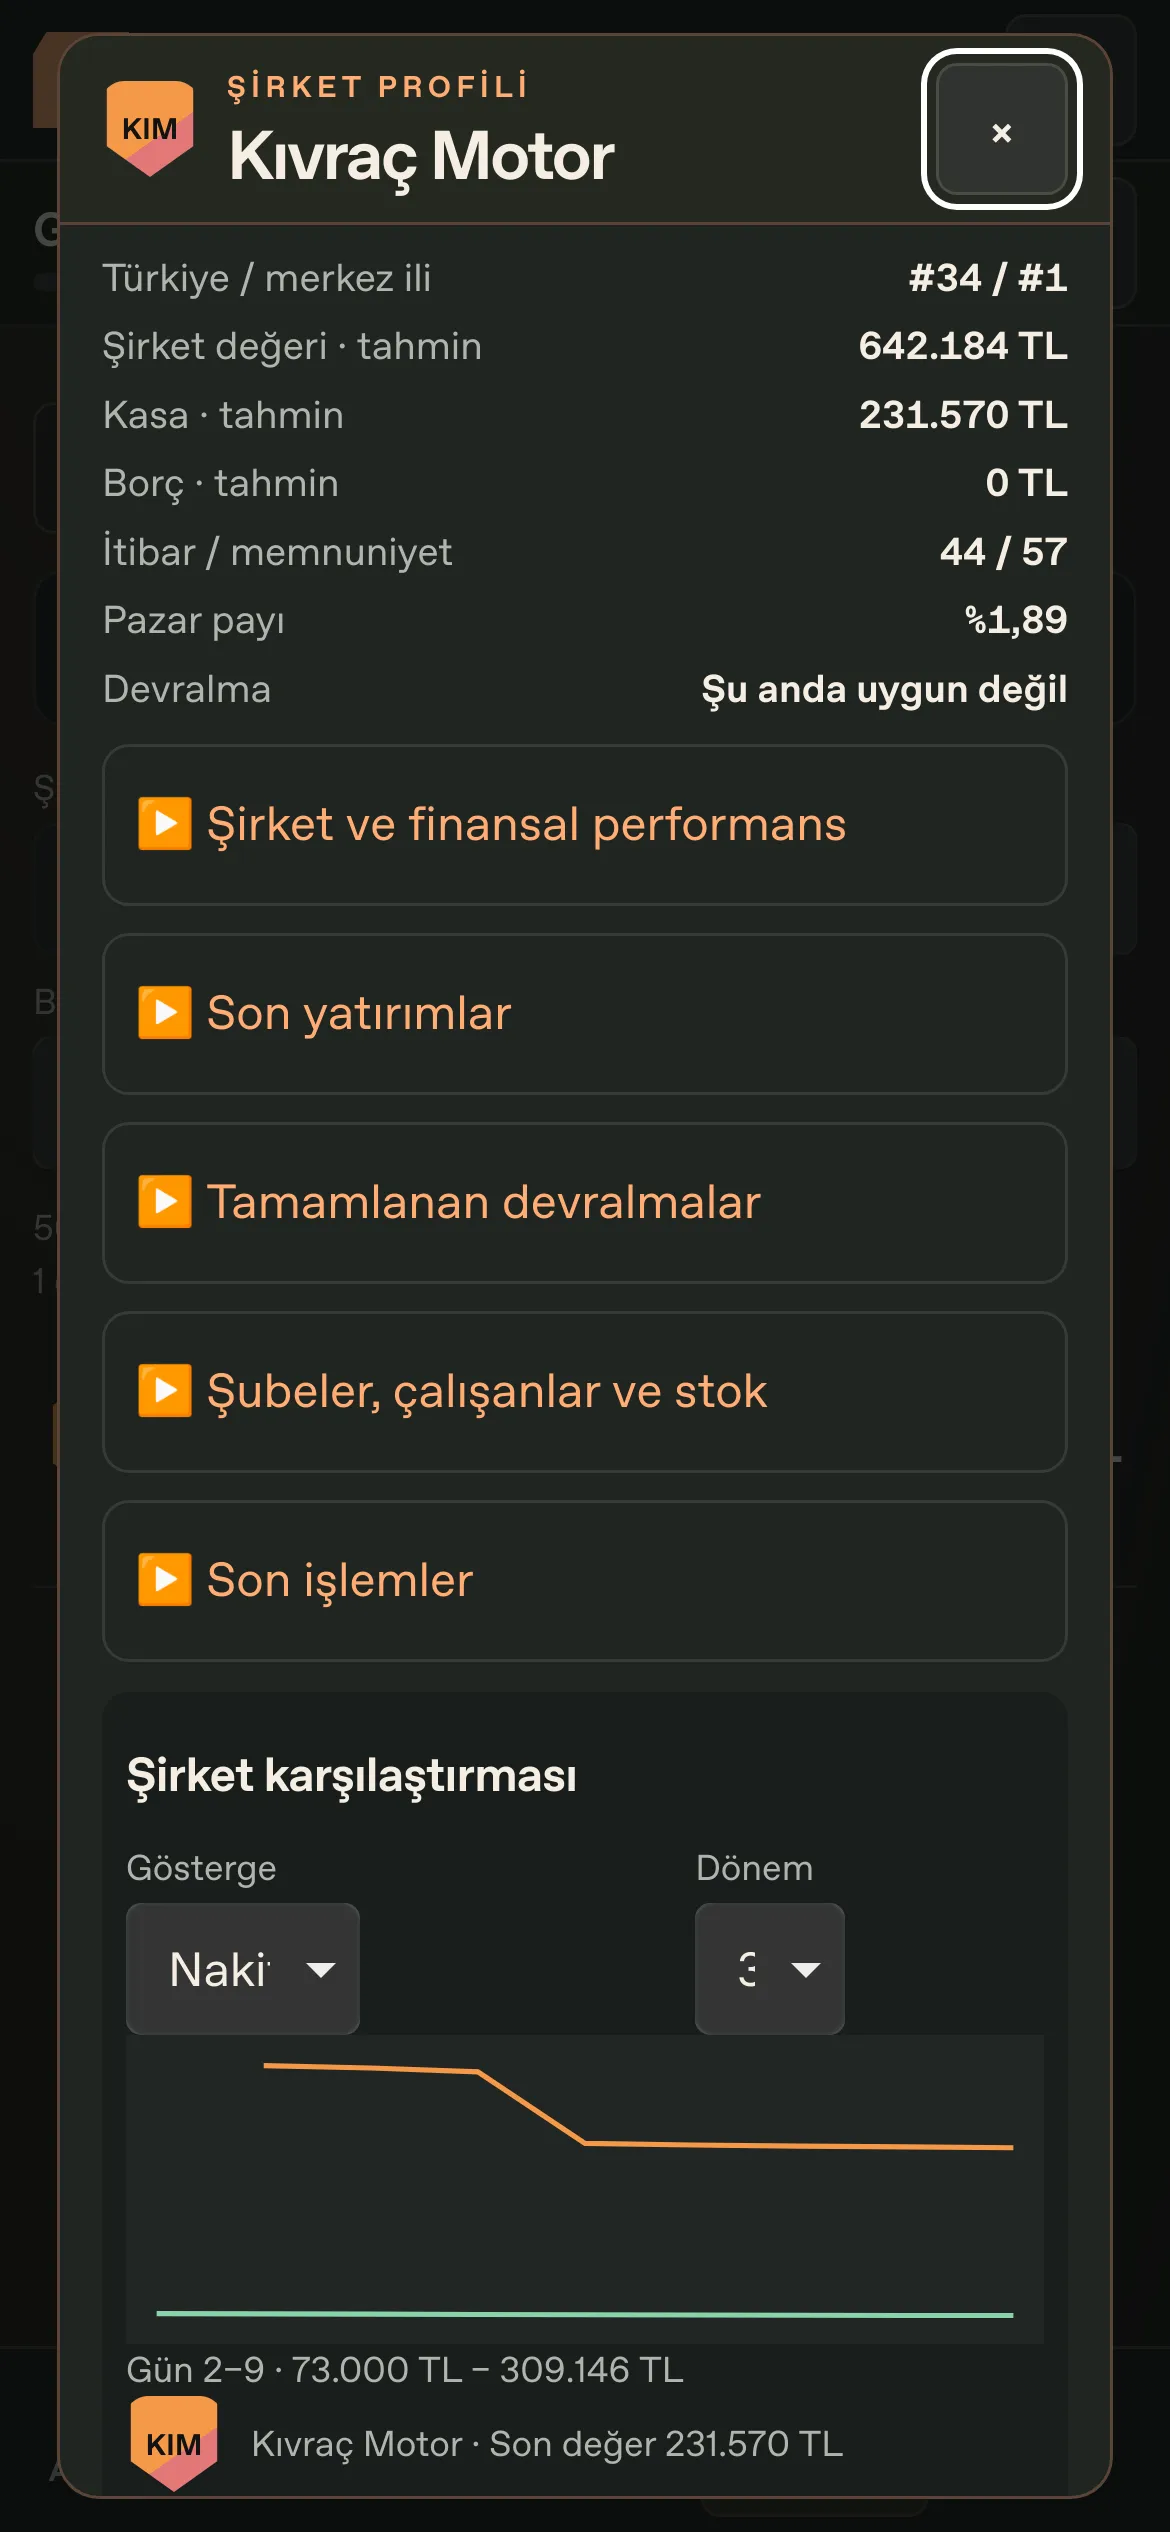 KIM
ŞİRKET PROFİLİ
Kıvraç Motor
×
Türkiye / merkez ili #34 / #1
Şirket değeri · tahmin 642.184 TL
Kasa · tahmin 231.570 TL
Borç · tahmin 0 TL
İtibar / memnuniyet 44 / 57
Pazar payı %1,89
Devralma Şu anda uygun değil
Şirket ve finansal performans
Son yatırımlar
Tamamlanan devralmalar
Şubeler, çalışanlar ve stok
Son işlemler
Şirket karşılaştırması
Gösterge Dönem
Gün 2–9 · 73.000 TL – 309.146 TL
KIM Kıvraç Motor · Son değer 231.570 TL